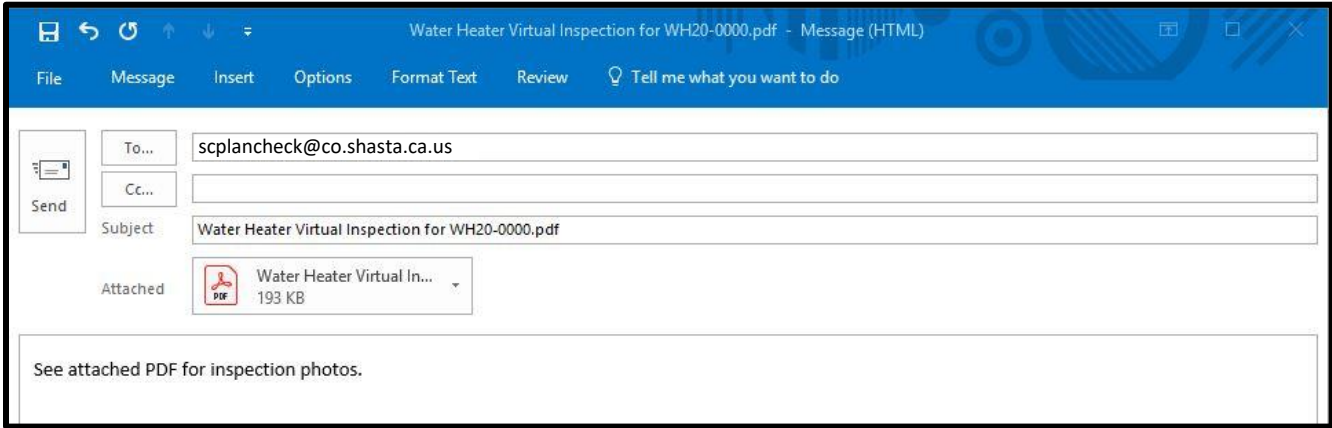 Water Heater Virtual Inspection for WH20-0000.pdf - Message (HTML)
File Message Insert Options Format Text Review Tell me what you want to do
To... scplancheck@co.shasta.ca.us
Cc...
Send
Subject Water Heater Virtual Inspection for WH20-0000.pdf
Attached PDF Water Heater Virtual In...
193 KB
See attached PDF for inspection photos.